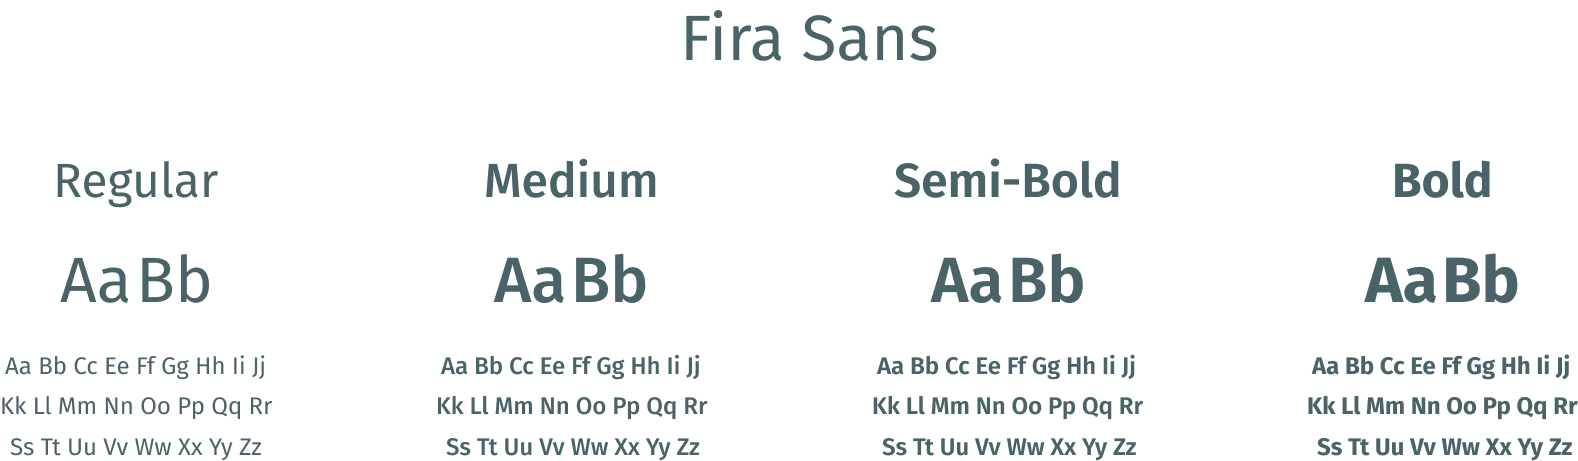 Fira Sans
Regular
Aa Bb
Aa Bb Cc Ee Ff Gg Hh Ii Jj
Kk Ll Mm Nn Oo Pp Qq Rr
Ss Tt Uu Vv Ww Xx Yy Zz
Medium
Aa Bb
Aa Bb Cc Ee Ff Gg Hh Ii Jj
Kk Ll Mm Nn Oo Pp Qq Rr
Ss Tt Uu Vv Ww Xx Yy Zz
Semi-Bold
Aa Bb
Aa Bb Cc Ee Ff Gg Hh Ii Jj
Kk Ll Mm Nn Oo Pp Qq Rr
Ss Tt Uu Vv Ww Xx Yy Zz
Bold
Aa Bb
Aa Bb Cc Ee Ff Gg Hh Ii Jj
Kk Ll Mm Nn Oo Pp Qq Rr
Ss Tt Uu Vv Ww Xx Yy Zz